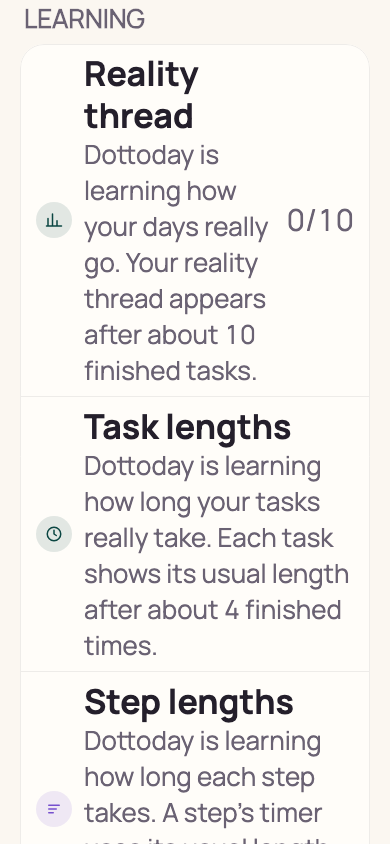 LEARNING
Reality
thread
Dottoday is
learning how
your days really
go. Your reality
thread appears
after about 10
finished tasks.
0/10
Task lengths
Dottoday is learning
how long your tasks
really take. Each task
shows its usual length
after about 4 finished
times.
Step lengths
Dottoday is learning
how long each step
takes. A step’s timer